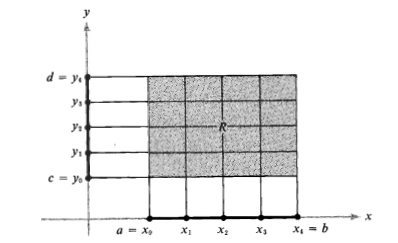 y
d = y₄
y₃
y₂
R
y₁
c = y₀
x
a = x₀ x₁ x₂ x₃ x₄ = b